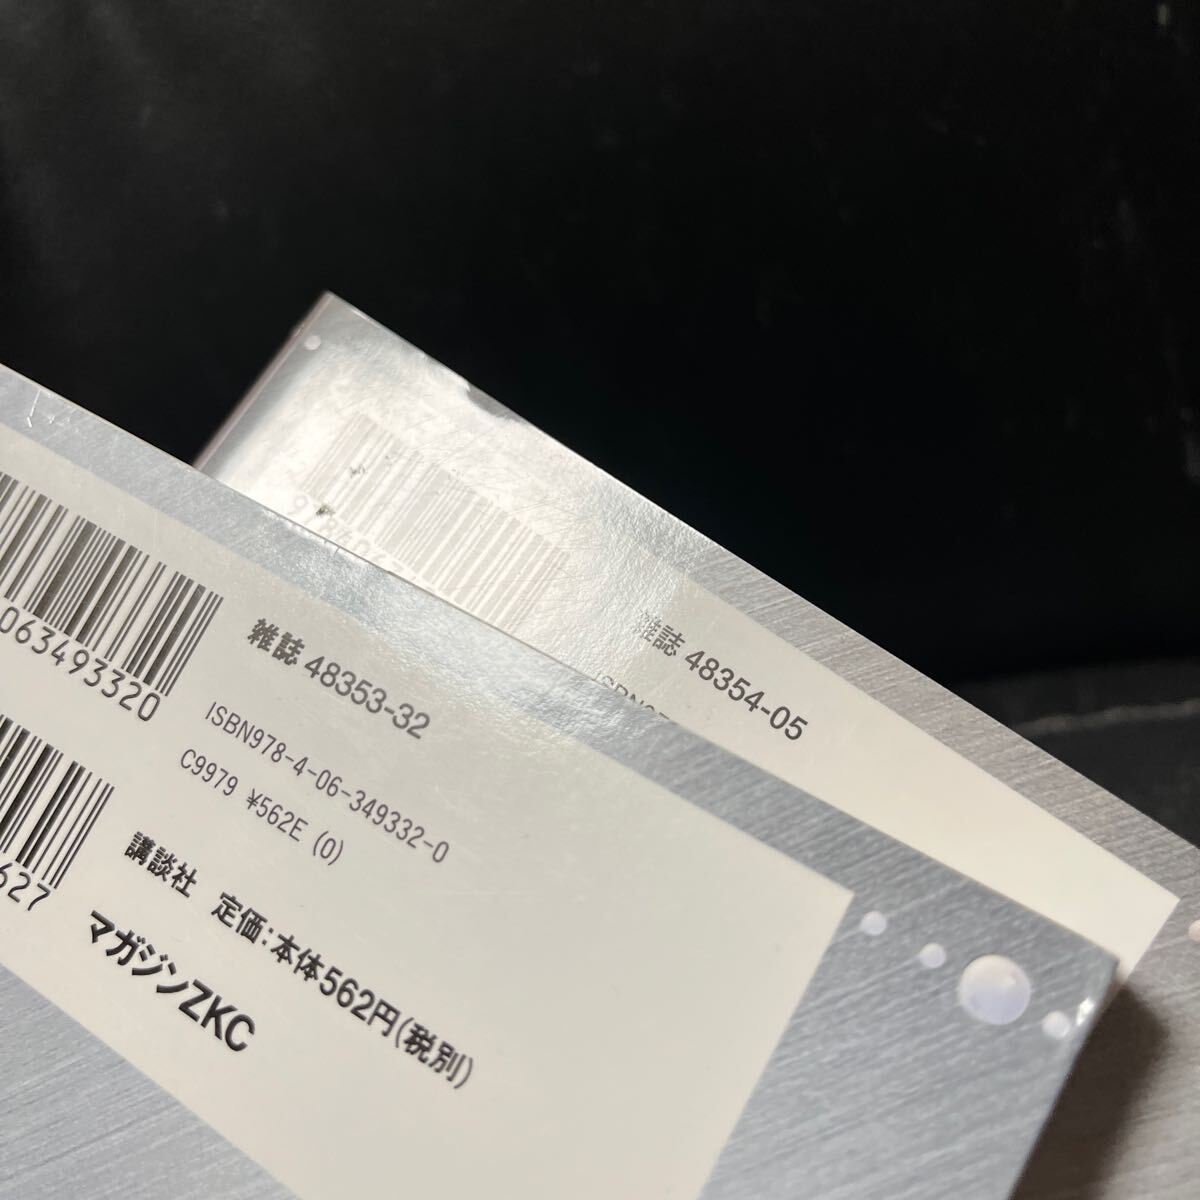 雑誌 48354-05
雑誌 48353-32
063493320
ISBN978-4-06-349332-0
C9979 ¥562E (0)
627
講談社 定価:本体562円(税別)
マガジンZKC